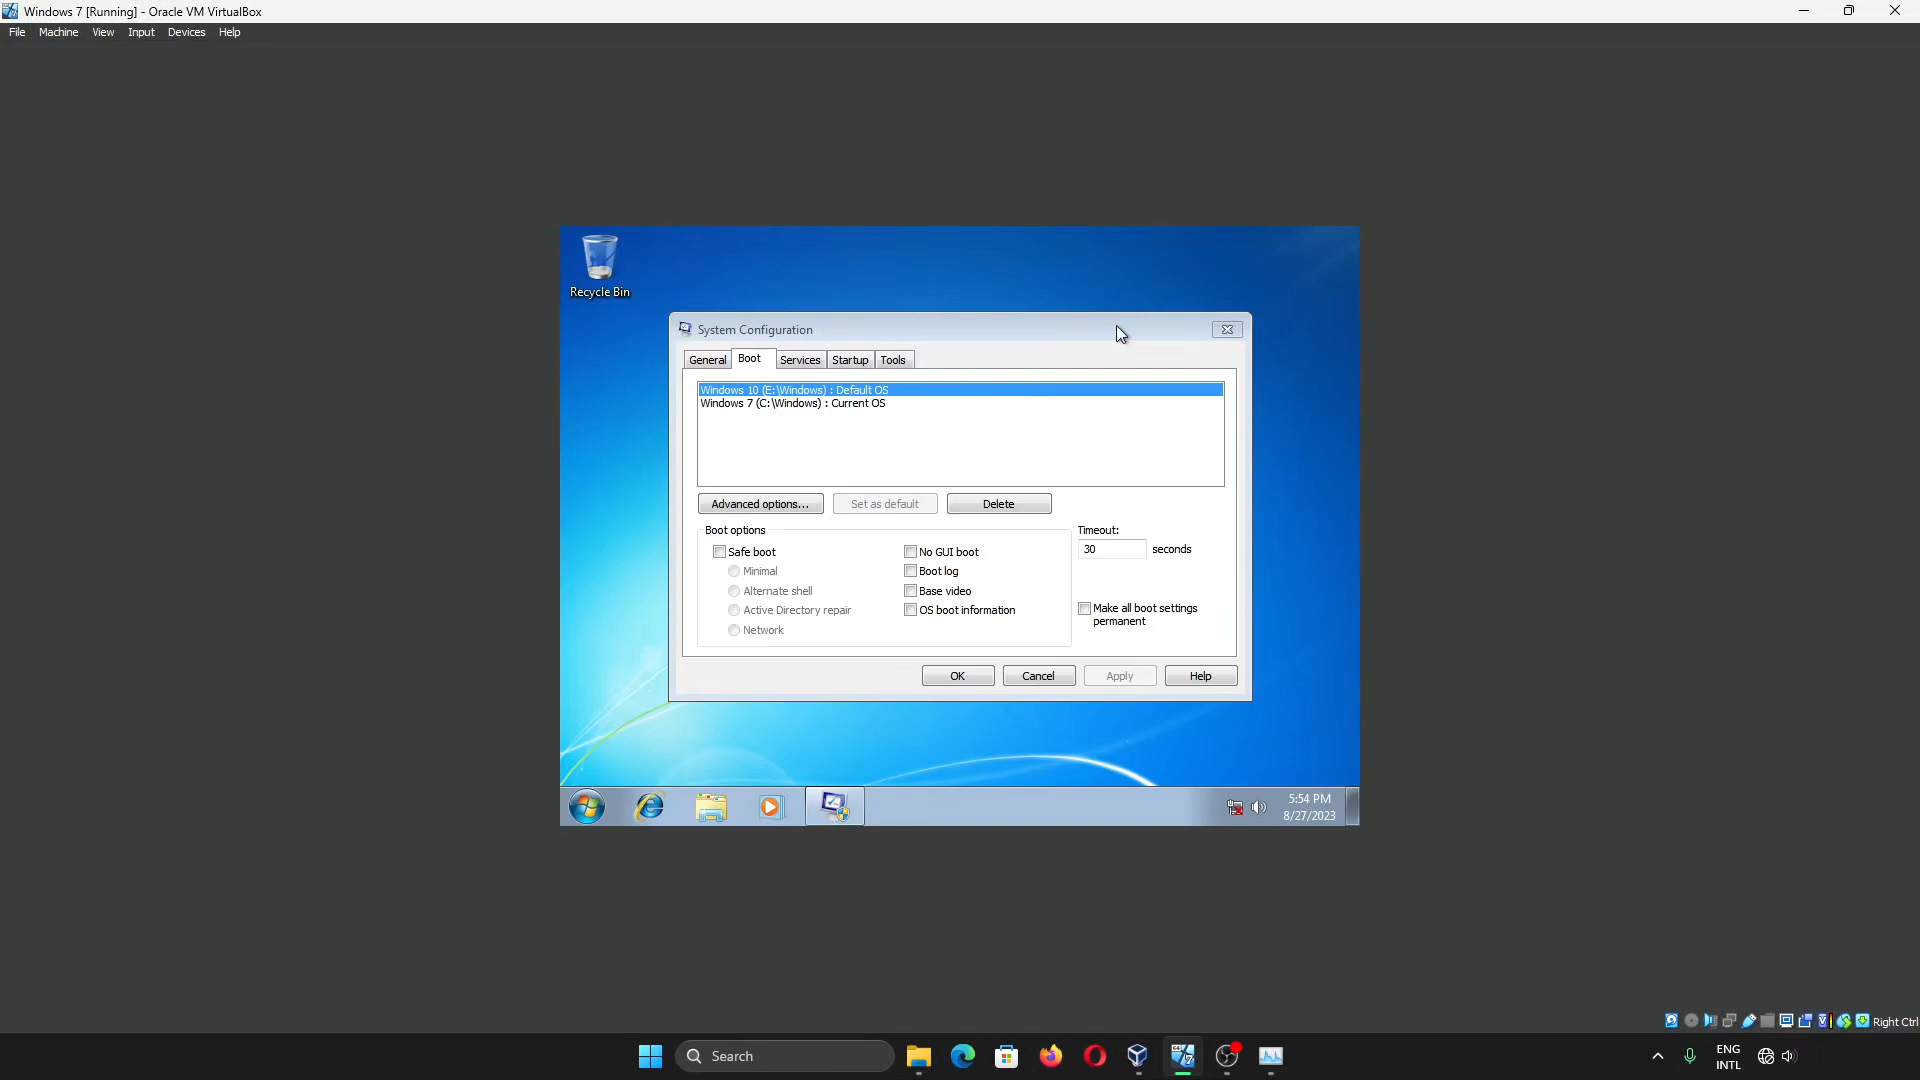 Windows 7 [Running] - Oracle VM VirtualBox
File Machine View Input Devices Help
Recycle Bin
System Configuration
General Boot Services Startup Tools
Windows 10 (E:\Windows) : Default OS
Windows 7 (C:\Windows) : Current OS
Advanced options... Set as default Delete
Boot options
Timeout:
Safe boot No GUI boot 30 seconds
Minimal Boot log
Alternate shell Base video
Active Directory repair OS boot information Make all boot settings
permanent
Network
OK Cancel Apply Help
5:54 PM
8/27/2023
Right Ctrl
Search
ENG
INTL